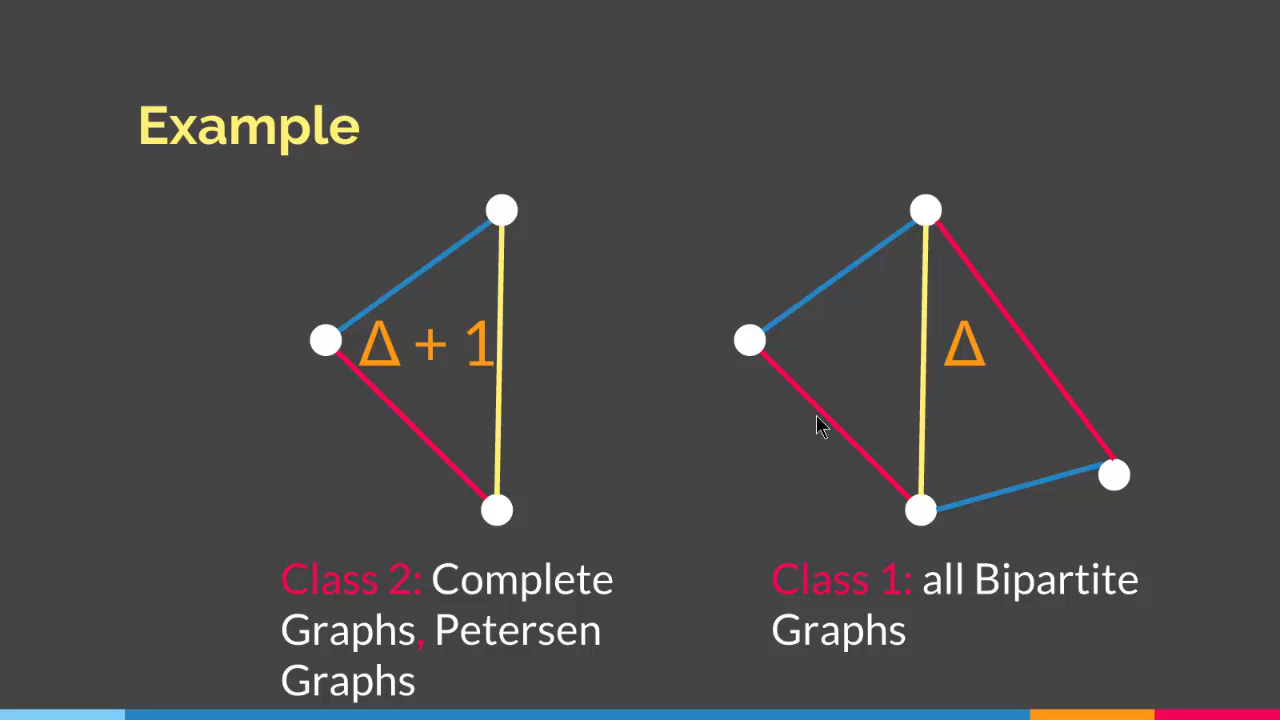 Example
Δ + 1
Δ
Class 2: Complete
Graphs, Petersen
Graphs
Class 1: all Bipartite
Graphs